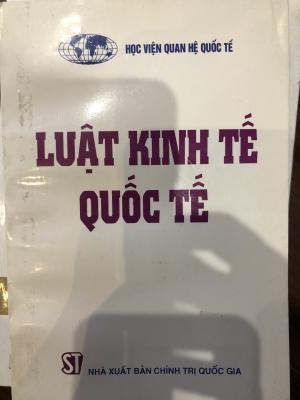 HỌC VIỆN QUAN HỆ QUỐC TẾ
LUẬT KINH TẾ
QUỐC TẾ
ST
NHÀ XUẤT BẢN CHÍNH TRỊ QUỐC GIA